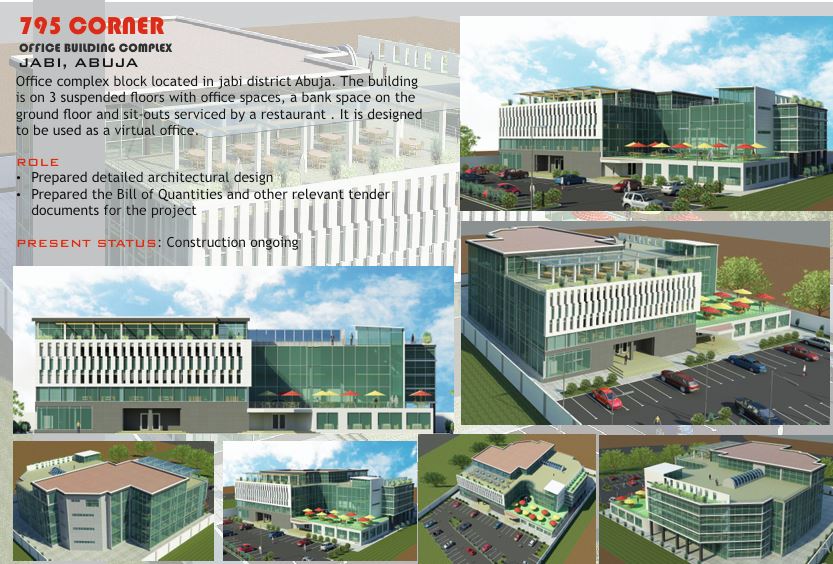 795 CORNER
OFFICE BUILDING COMPLEX
JABI, ABUJA
Office complex block located in jabi district Abuja. The building
is on 3 suspended floors with office spaces, a bank space on the
ground floor and sit-outs serviced by a restaurant . It is designed
to be used as a virtual office.
ROLE
• Prepared detailed architectural design
• Prepared the Bill of Quantities and other relevant tender
documents for the project
PRESENT STATUS: Construction ongoing